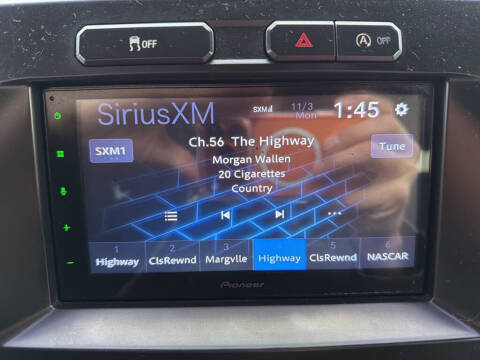 OFF
A OFF
SiriusXM
SXM
11/3
Mon
1:45
SXM1
Ch.56 The Highway
Tune
Morgan Wallen
20 Cigarettes
Country
1
Highway
2
ClsRewnd
3
Margvlle
Highway
5
ClsRewnd
6
NASCAR
Pioneer